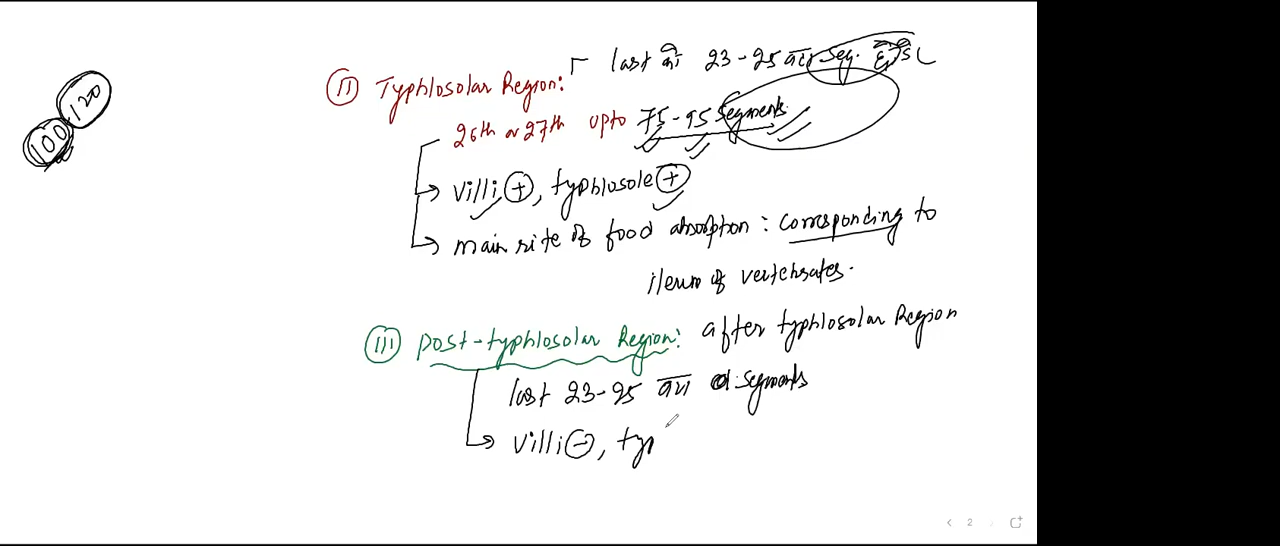 last के 23-25 वाँ seg.
II Typhlosolar Region:
120
100
26th or 27th upto 75-95 segments
villi +, typhlosole +
main site of food absorption : corresponding to
ileum of vertebrates.
III Post-typhlosolar Region: after typhlosolar Region
last 23-25 वाँ segments
villi -, typ
2